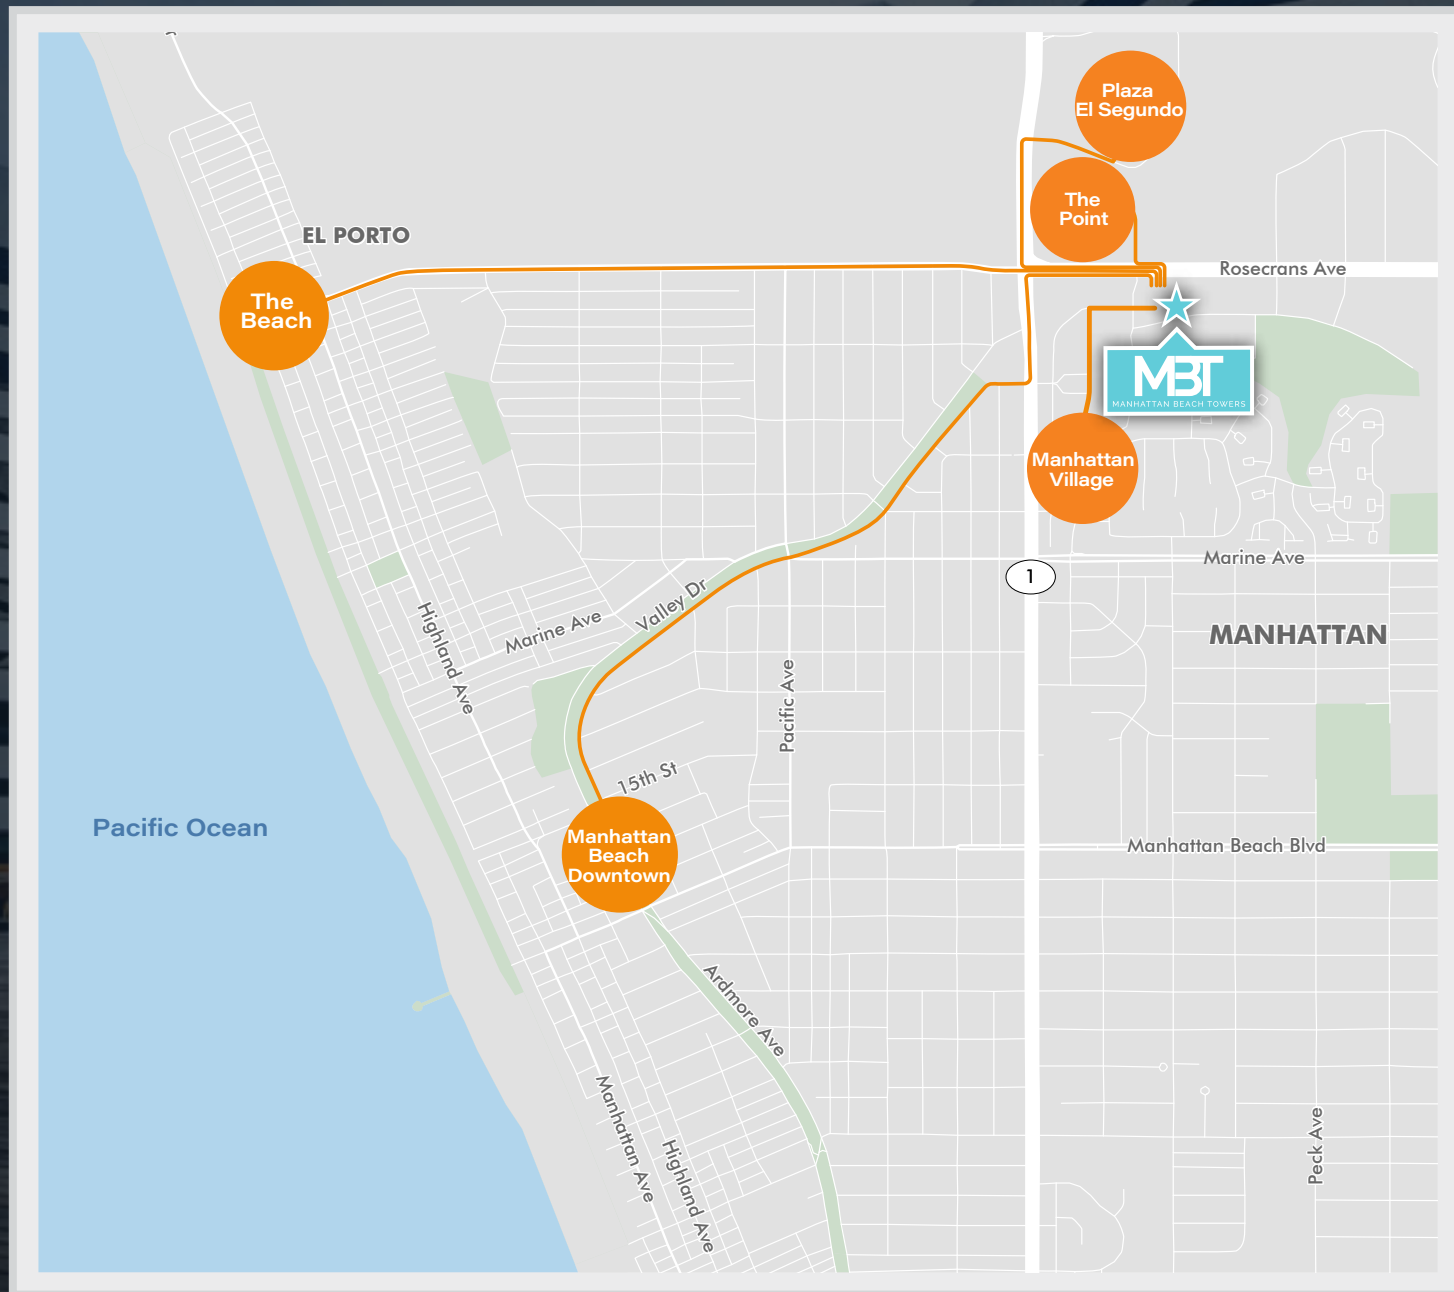 Plaza
El Segundo
The
Point
EL PORTO
Rosecrans Ave
The
Beach
MBT
MANHATTAN BEACH TOWERS
Manhattan
Village
Marine Ave
1
Valley Dr
Marine Ave
Highland Ave
MANHATTAN
Pacific Ave
15th St
Pacific Ocean
Manhattan
Beach
Downtown
Manhattan Beach Blvd
Ardmore Ave
Manhattan Ave
Highland Ave
Peck Ave